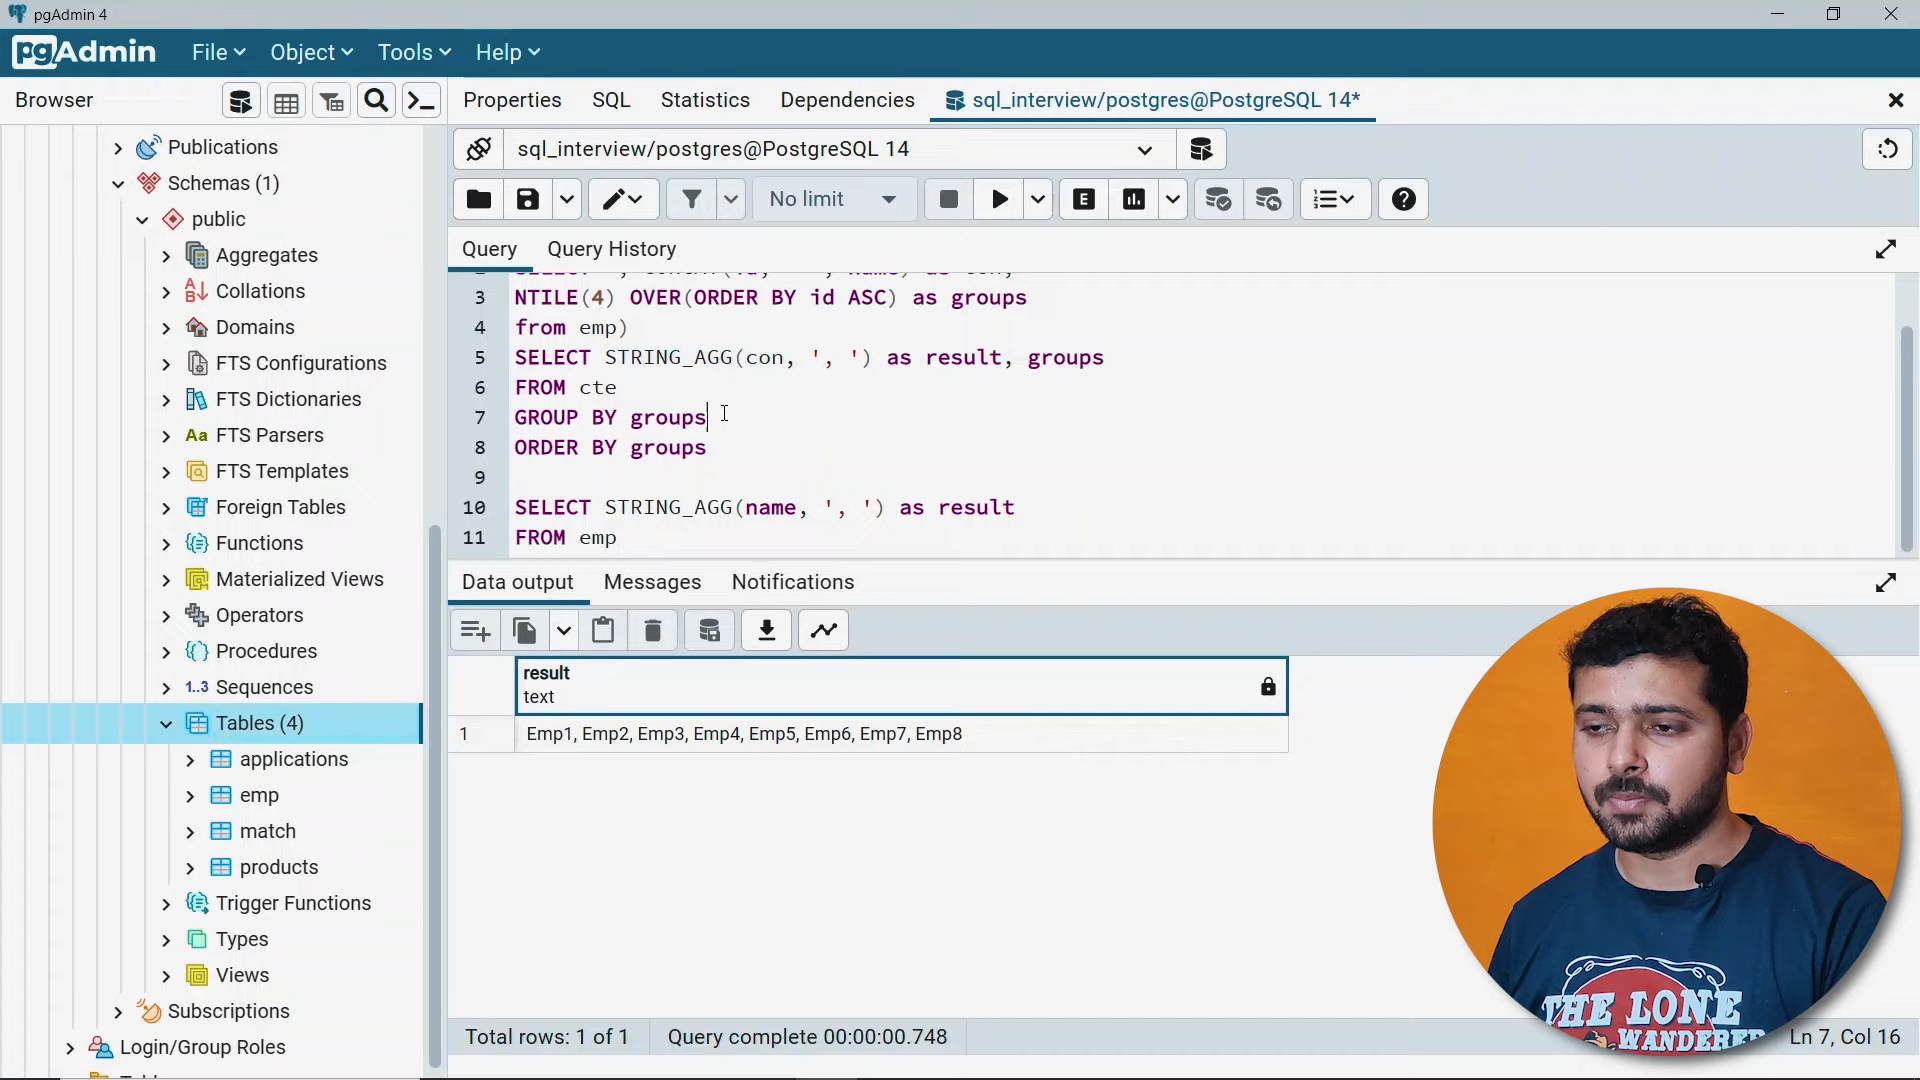 pgAdmin 4
pgAdmin File Object Tools Help
Browser
Properties SQL Statistics Dependencies sql_interview/postgres@PostgreSQL 14*
sql_interview/postgres@PostgreSQL 14
No limit
E
Query Query History
3 NTILE(4) OVER(ORDER BY id ASC) as groups
4 from emp)
5 SELECT STRING_AGG(con, ', ') as result, groups
6 FROM cte
7 GROUP BY groups
8 ORDER BY groups
9
10 SELECT STRING_AGG(name, ', ') as result
11 FROM emp
Data output Messages Notifications
result
text
1 Emp1, Emp2, Emp3, Emp4, Emp5, Emp6, Emp7, Emp8
Total rows: 1 of 1 Query complete 00:00:00.748 Ln 7, Col 16
Publications
Schemas (1)
public
Aggregates
Collations
Domains
FTS Configurations
FTS Dictionaries
Aa FTS Parsers
FTS Templates
Foreign Tables
Functions
Materialized Views
Operators
Procedures
1..3 Sequences
Tables (4)
applications
emp
match
products
Trigger Functions
Types
Views
Subscriptions
Login/Group Roles
THE LONE
WANDERER